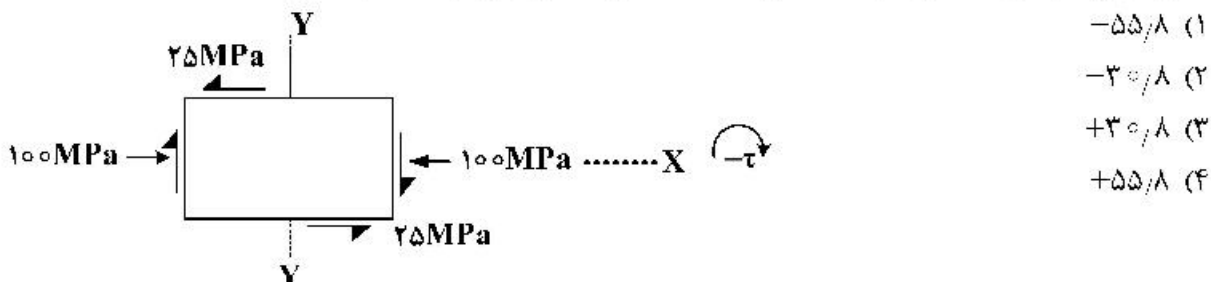 Y
۲۵MPa
۱۰۰MPa
۱۰۰MPa ........ X
−τ
۲۵MPa
Y
۱) −۵۵/۸
۲) −۳۰/۸
۳) +۳۰/۸
۴) +۵۵/۸